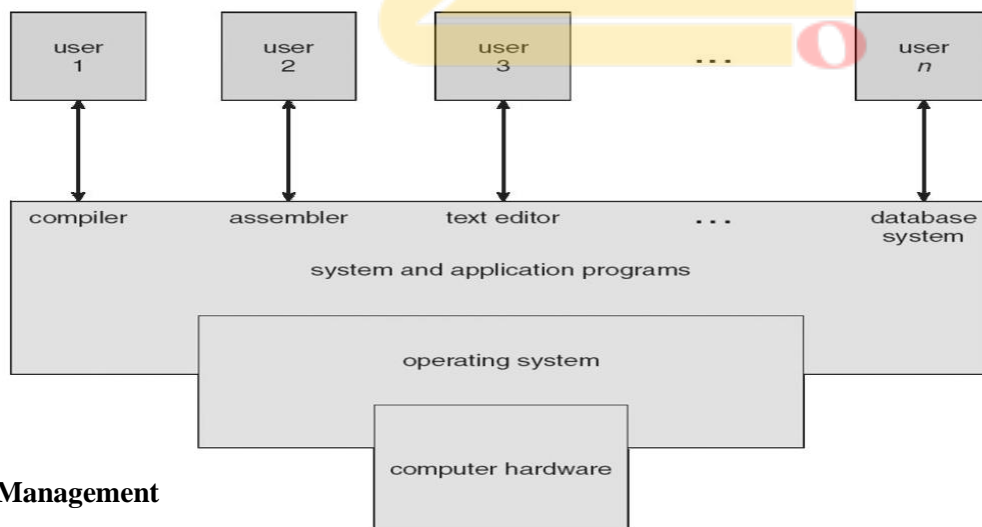 user
1
user
2
user
3
...
user
n
compiler
assembler
text editor
...
database
system
system and application programs
operating system
computer hardware
Management